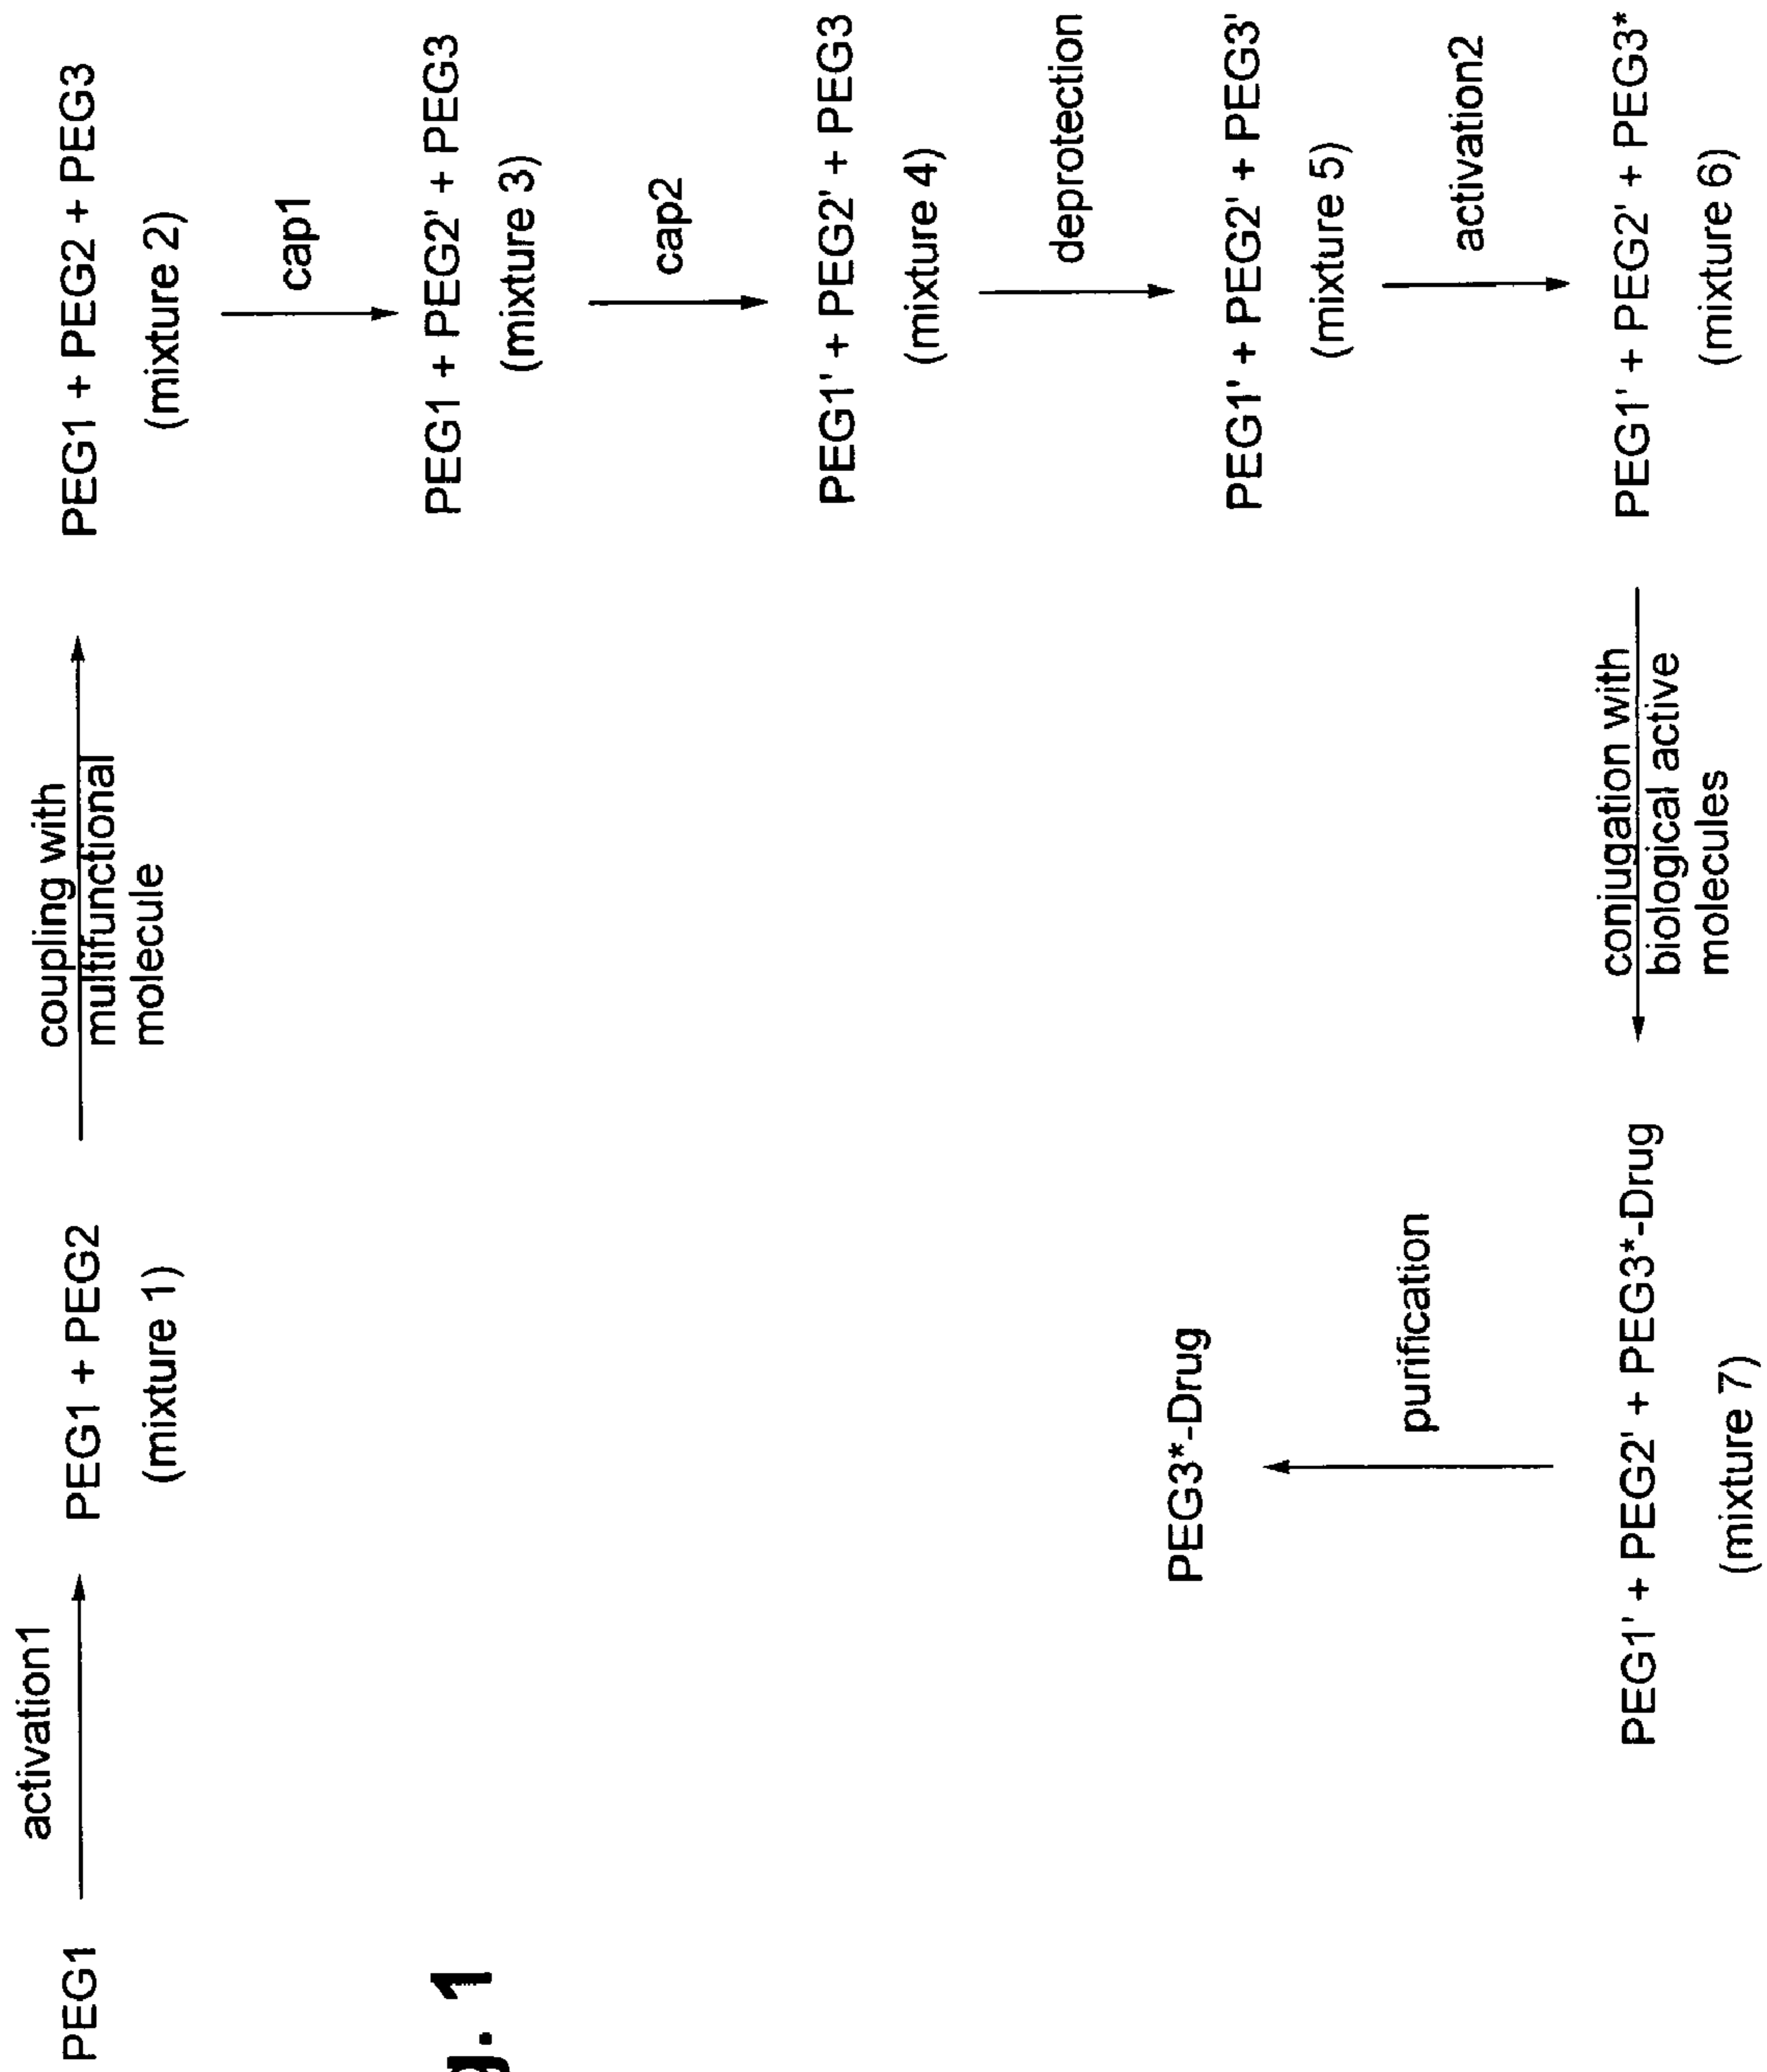 PEG1
activation1
PEG1 + PEG2
(mixture 1)
coupling with
multifunctional
molecule
PEG1 + PEG2 + PEG3
(mixture 2)
cap1
PEG1 + PEG2' + PEG3
(mixture 3)
cap2
PEG1' + PEG2' + PEG3
(mixture 4)
deprotection
PEG1' + PEG2' + PEG3'
(mixture 5)
activation2
PEG1' + PEG2' + PEG3*
(mixture 6)
conjugation with
biological active
molecules
PEG1' + PEG2' + PEG3*-Drug
(mixture 7)
purification
PEG3*-Drug
g. 1